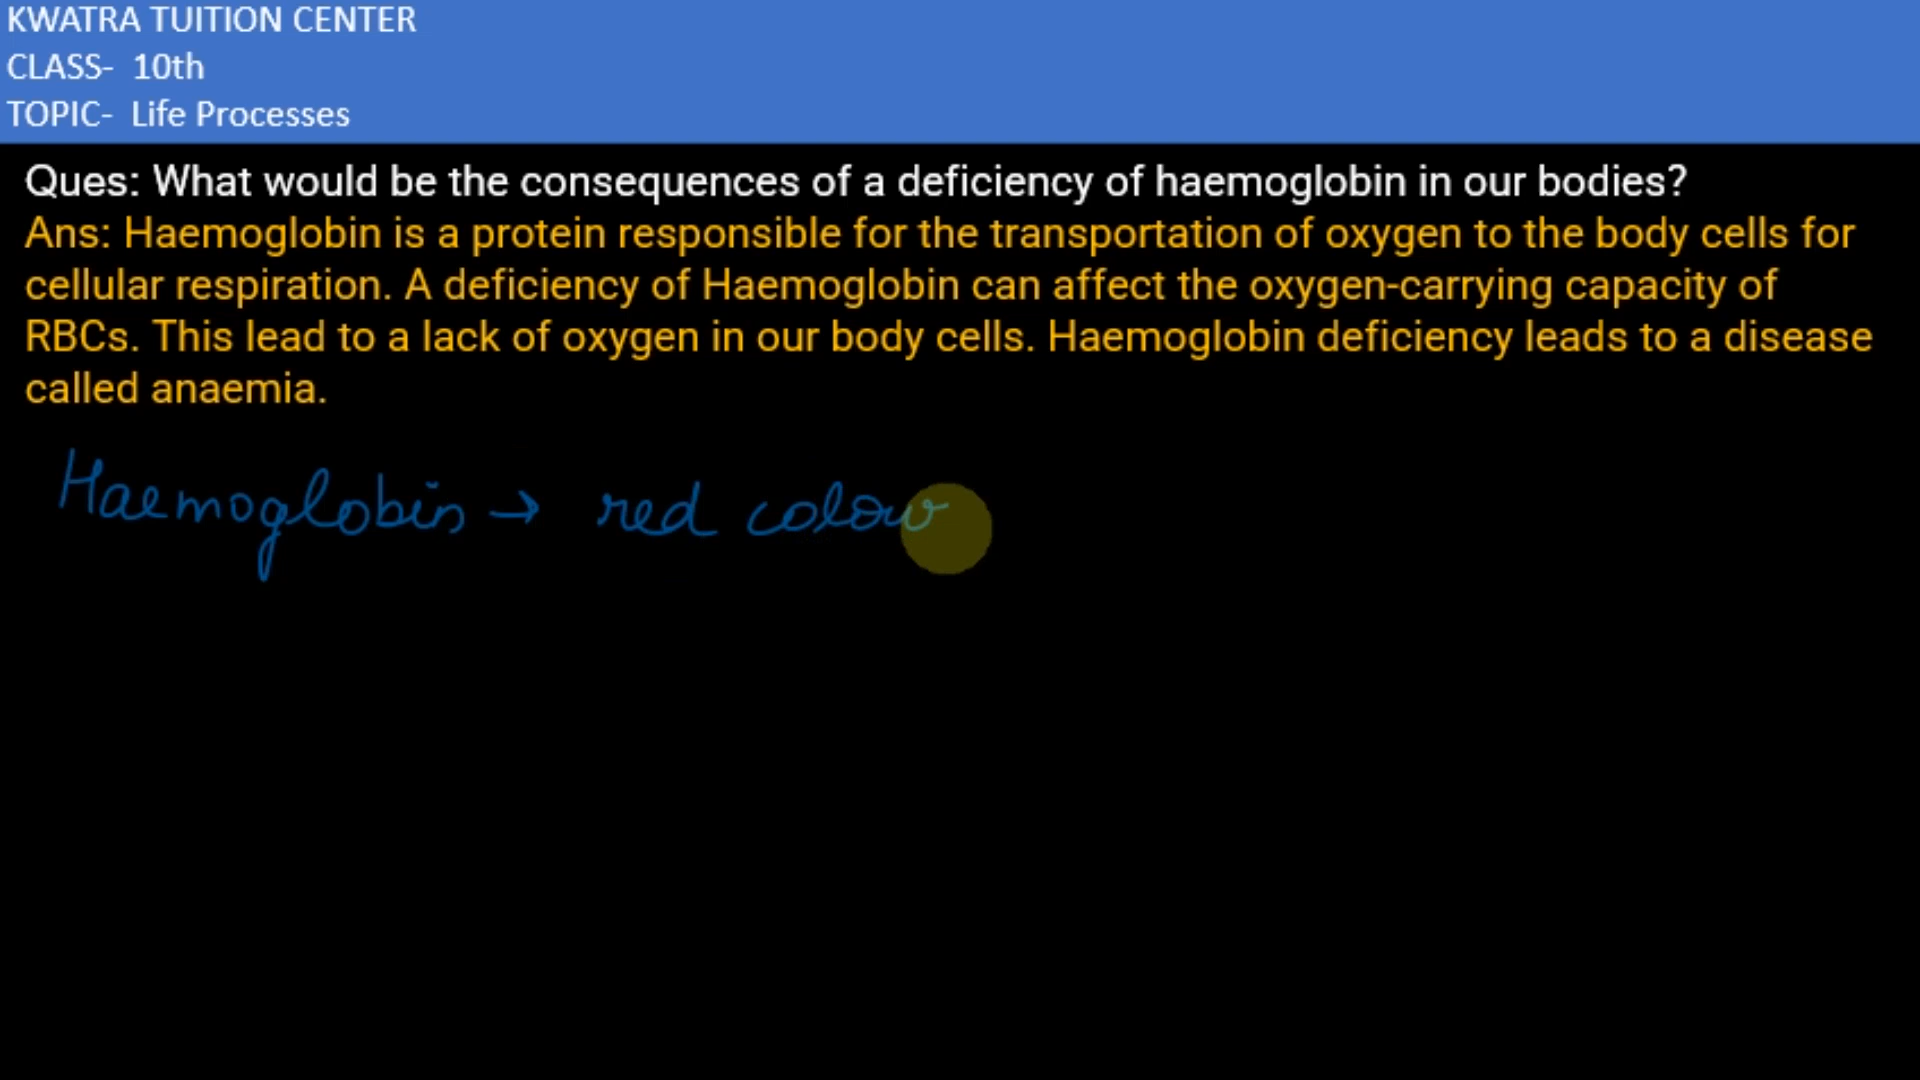 KWATRA TUITION CENTER
CLASS- 10th
TOPIC- Life Processes
Ques: What would be the consequences of a deficiency of haemoglobin in our bodies?
Ans: Haemoglobin is a protein responsible for the transportation of oxygen to the body cells for
cellular respiration. A deficiency of Haemoglobin can affect the oxygen-carrying capacity of
RBCs. This lead to a lack of oxygen in our body cells. Haemoglobin deficiency leads to a disease
called anaemia.
Haemoglobin → red colour